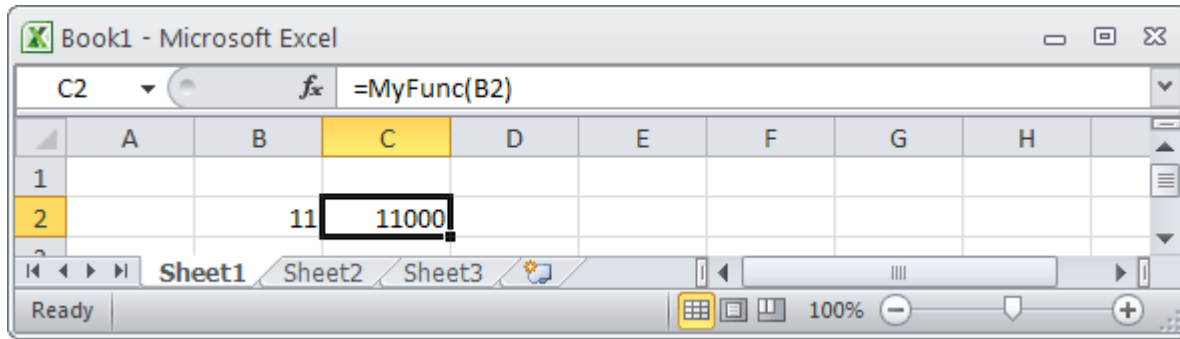 Book1 - Microsoft Excel
C2 fx =MyFunc(B2)
A B C D E F G H
1
2 11 11000
Sheet1 Sheet2 Sheet3
Ready 100%